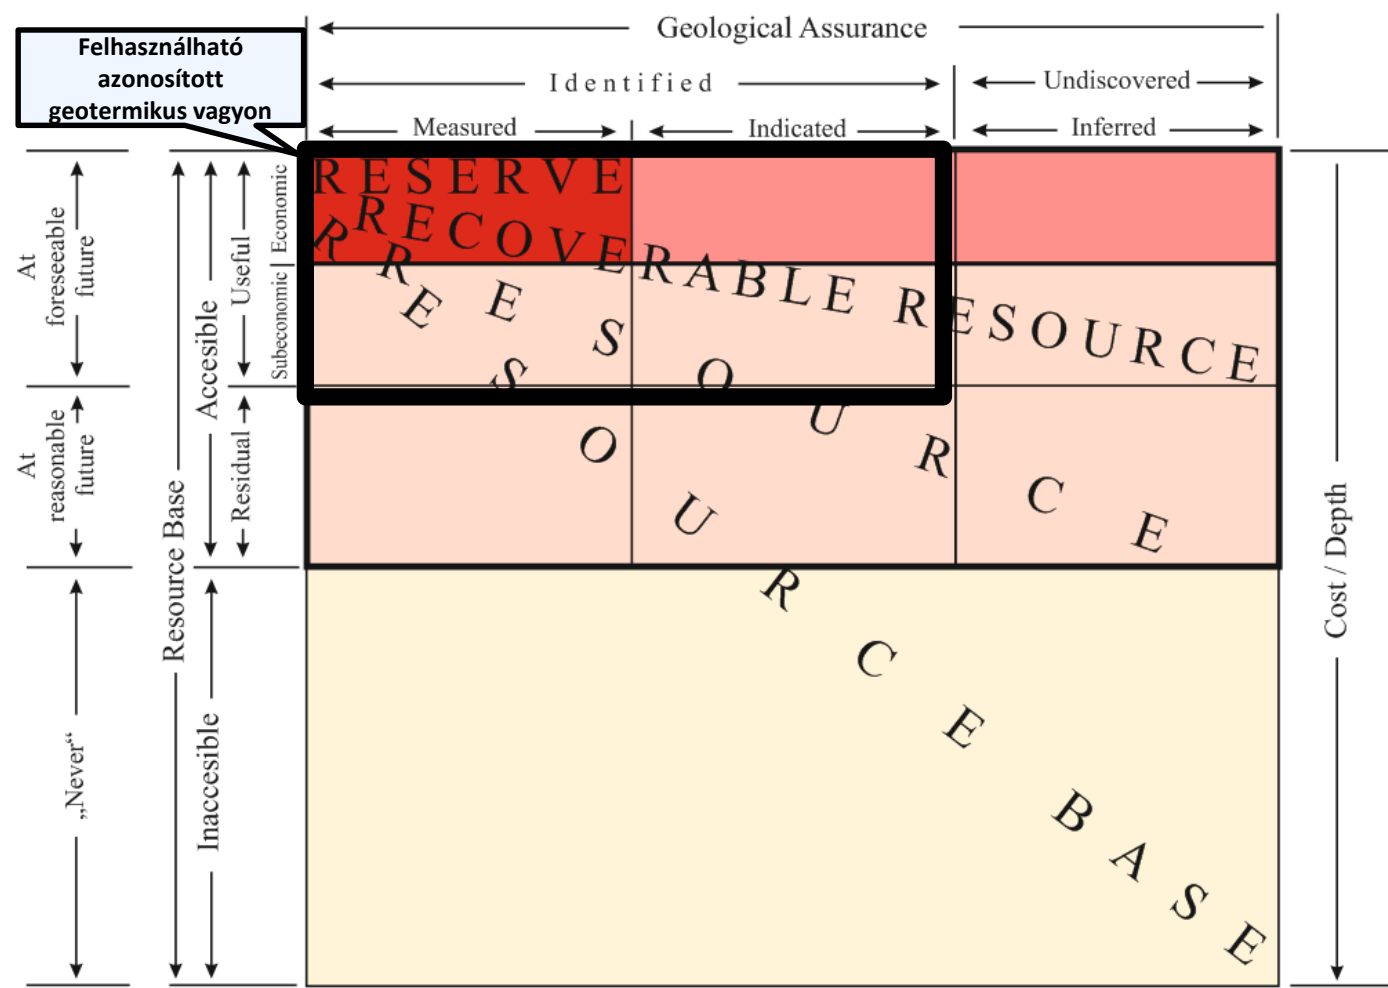 Geological Assurance
Felhasználható
azonosított
geotermikus vagyon
Identified
Undiscovered
Measured
Indicated
Inferred
At
foreseeable
future
At
reasonable
future
„Never“
Resource Base
Accesible
Inaccesible
Useful
Residual
Economic
Subeconomic
RESERVE
RECOVERABLE RESOURCE
RESOURCE
RESOURCE BASE
Cost / Depth